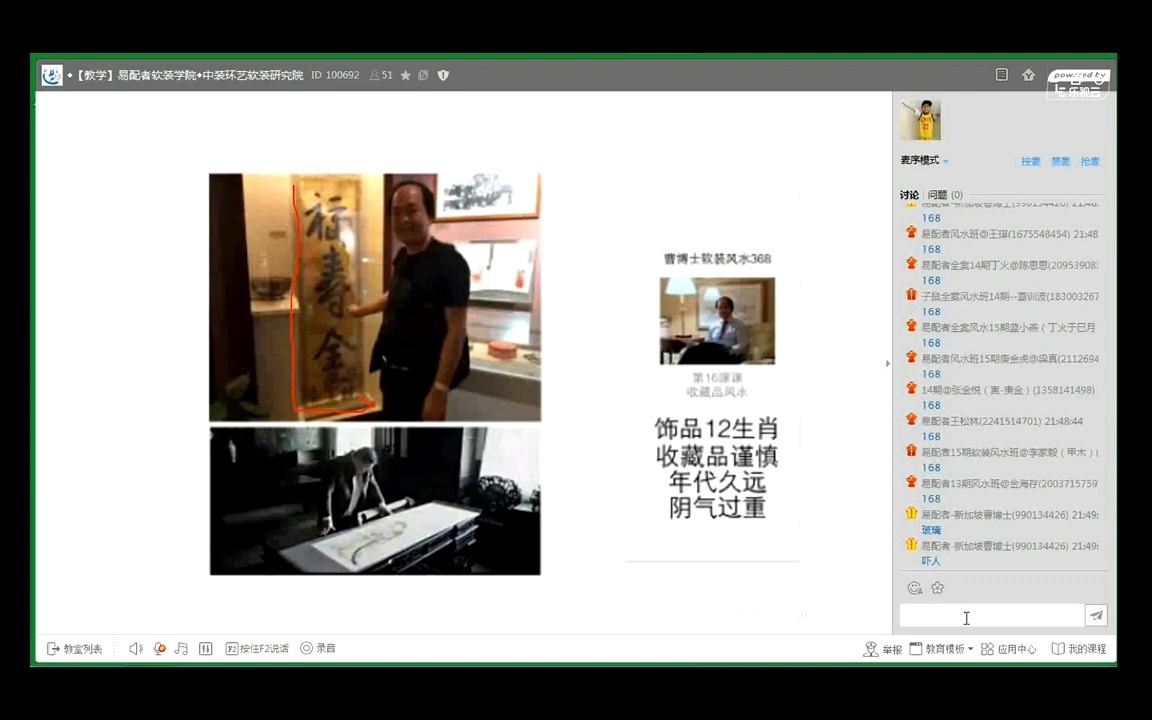 ◆【教学】易配者软装学院◆中装环艺软装研究院 ID 100692 51
powered by
乐视云
麦序模式
控麦 禁麦 抢麦
讨论 问题 (0)
168
易配者风水班@王琪(1675548454) 21:48
168
易配者全案14期丁火@陈思思(20953908
168
168
易配者全案风水15期蓝小燕（丁火于巳月
168
易配者风水班15期庚金虎@梁真(2112694
168
14期@张金悦（寅-庚金）(1358141498)
168
易配者王松林(2241514701) 21:48:44
168
易配者15期软装风水班@李家毅（甲木）(
168
易配者13期风水班@金海存(2003715759
168
易配者-新加坡曹博士(990134426) 21:49:
玻璃
易配者-新加坡曹博士(990134426) 21:49:
吓人
曹博士软装风水368
第16课课
收藏品风水
饰品12生肖
收藏品谨慎
年代久远
阴气过重
教室列表 F2 按住F2说话 录音 举报 教育模板 应用中心 我的课程